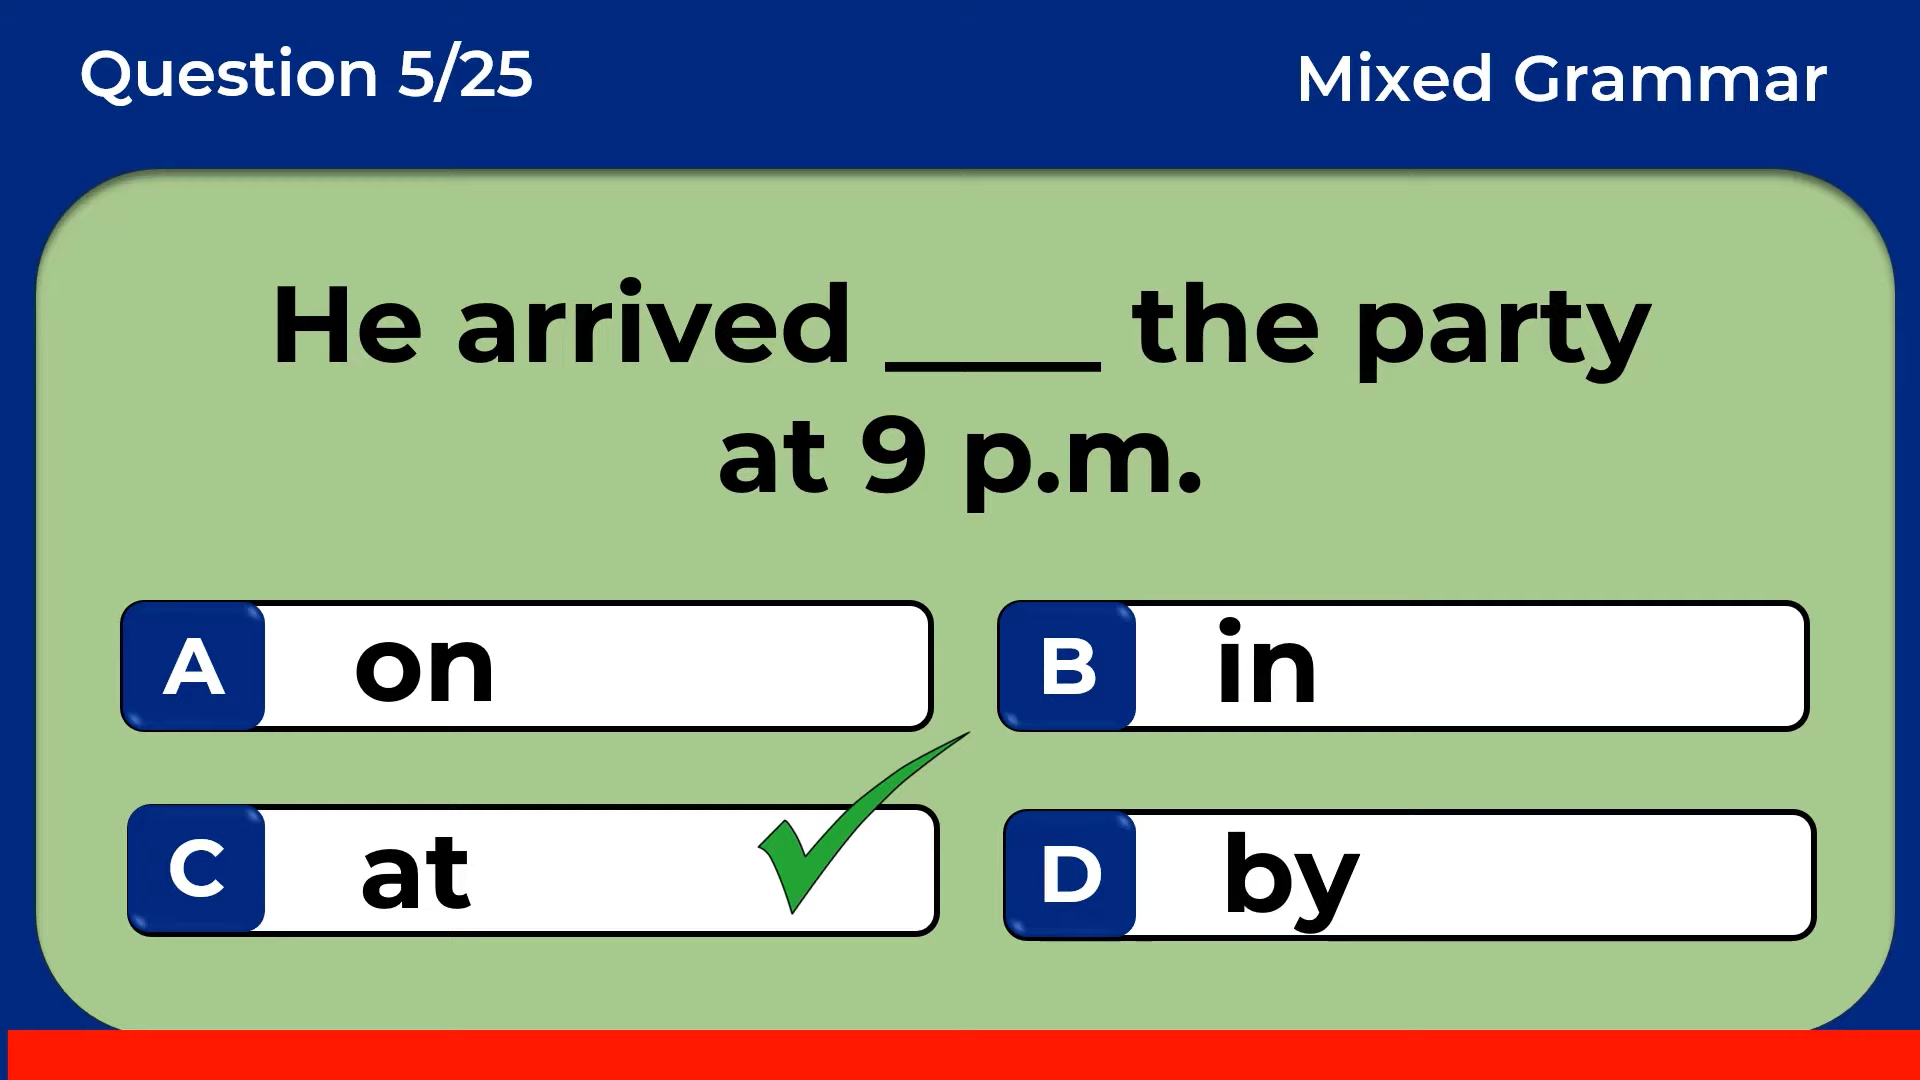 Question 5/25
Mixed Grammar
He arrived ____ the party
at 9 p.m.
A on
B in
C at
D by